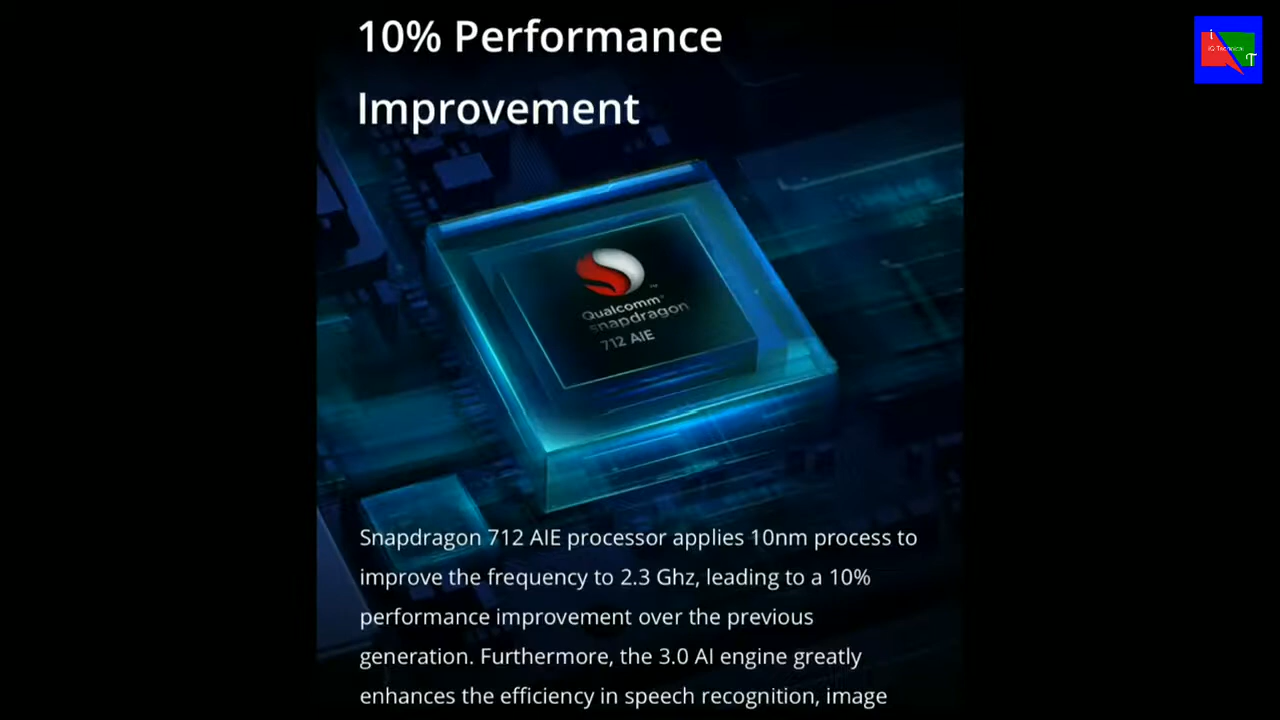 10% Performance
Improvement
i
IQ Technical
T
Qualcomm
snapdragon
712 AIE
Snapdragon 712 AIE processor applies 10nm process to
improve the frequency to 2.3 Ghz, leading to a 10%
performance improvement over the previous
generation. Furthermore, the 3.0 AI engine greatly
enhances the efficiency in speech recognition, image